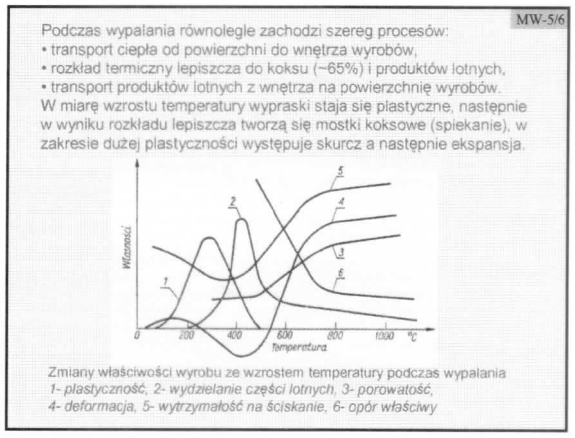 MW-5/6
Podczas wypalania równolegle zachodzi szereg procesów:
• transport ciepła od powierzchni do wnętrza wyrobów,
• rozkład termiczny lepiszcza do koksu (~65%) i produktów lotnych,
• transport produktów lotnych z wnętrza na powierzchnię wyrobów.
W miarę wzrostu temperatury wypraski staja się plastyczne, następnie
w wyniku rozkładu lepiszcza tworzą się mostki koksowe (spiekanie), w
zakresie dużej plastyczności występuje skurcz a następnie ekspansja.
Własności
1
2
5
4
3
6
0
200
400
600
800
1000
°C
Temperatura
Zmiany właściwości wyrobu ze wzrostem temperatury podczas wypalania
1- plastyczność, 2- wydzielanie części lotnych, 3- porowatość,
4- deformacja, 5- wytrzymałość na ściskanie, 6- opór właściwy